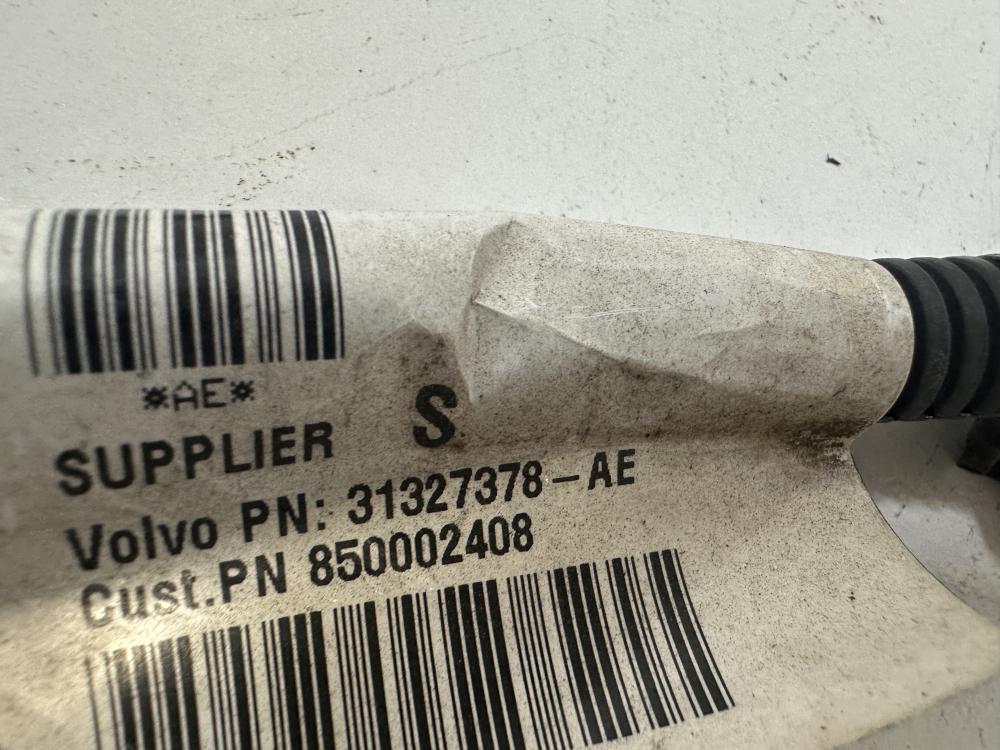 *AE*
SUPPLIER S
Volvo PN: 31327378-AE
Cust.PN 850002408